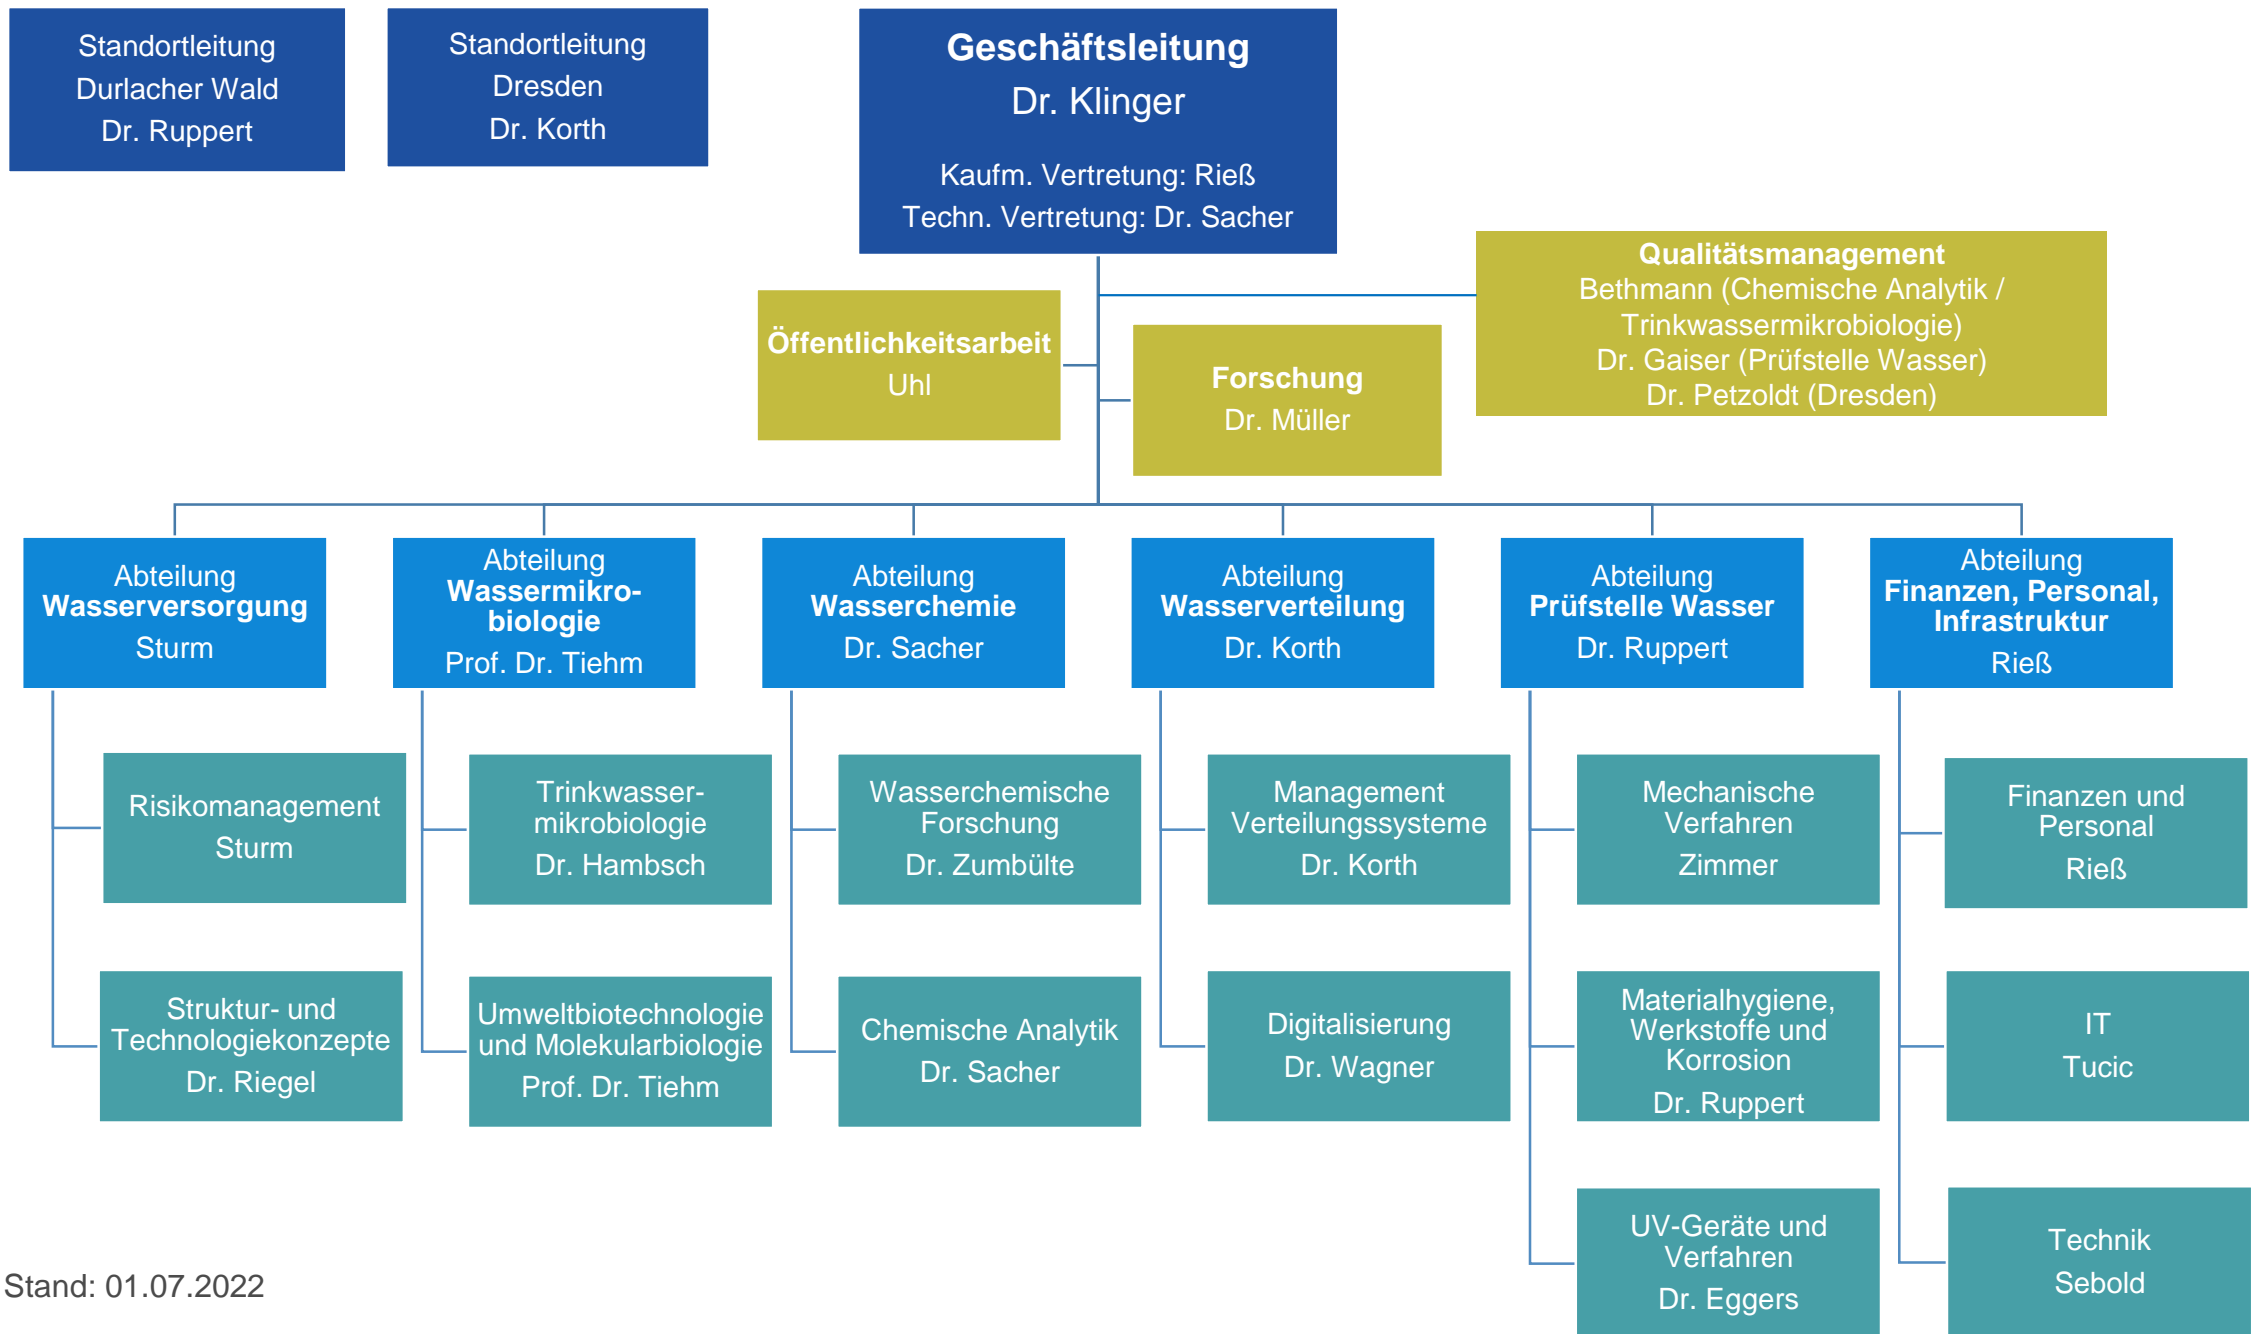 Standortleitung
Durlacher Wald
Dr. Ruppert
Standortleitung
Dresden
Dr. Korth
Geschäftsleitung
Dr. Klinger
Kaufm. Vertretung: Rieß
Techn. Vertretung: Dr. Sacher
Qualitätsmanagement
Bethmann (Chemische Analytik /
Trinkwassermikrobiologie)
Dr. Gaiser (Prüfstelle Wasser)
Dr. Petzoldt (Dresden)
Öffentlichkeitsarbeit
Uhl
Forschung
Dr. Müller
Abteilung
Wasserversorgung
Sturm
Abteilung
Wassermikro-
biologie
Prof. Dr. Tiehm
Abteilung
Wasserchemie
Dr. Sacher
Abteilung
Wasserverteilung
Dr. Korth
Abteilung
Prüfstelle Wasser
Dr. Ruppert
Abteilung
Finanzen, Personal,
Infrastruktur
Rieß
Risikomanagement
Sturm
Trinkwasser-
mikrobiologie
Dr. Hambsch
Wasserchemische
Forschung
Dr. Zumbülte
Management
Verteilungssysteme
Dr. Korth
Mechanische
Verfahren
Zimmer
Finanzen und
Personal
Rieß
Struktur- und
Technologiekonzepte
Dr. Riegel
Umweltbiotechnologie
und Molekularbiologie
Prof. Dr. Tiehm
Chemische Analytik
Dr. Sacher
Digitalisierung
Dr. Wagner
Materialhygiene,
Werkstoffe und
Korrosion
Dr. Ruppert
IT
Tucic
UV-Geräte und
Verfahren
Dr. Eggers
Technik
Sebold
Stand: 01.07.2022